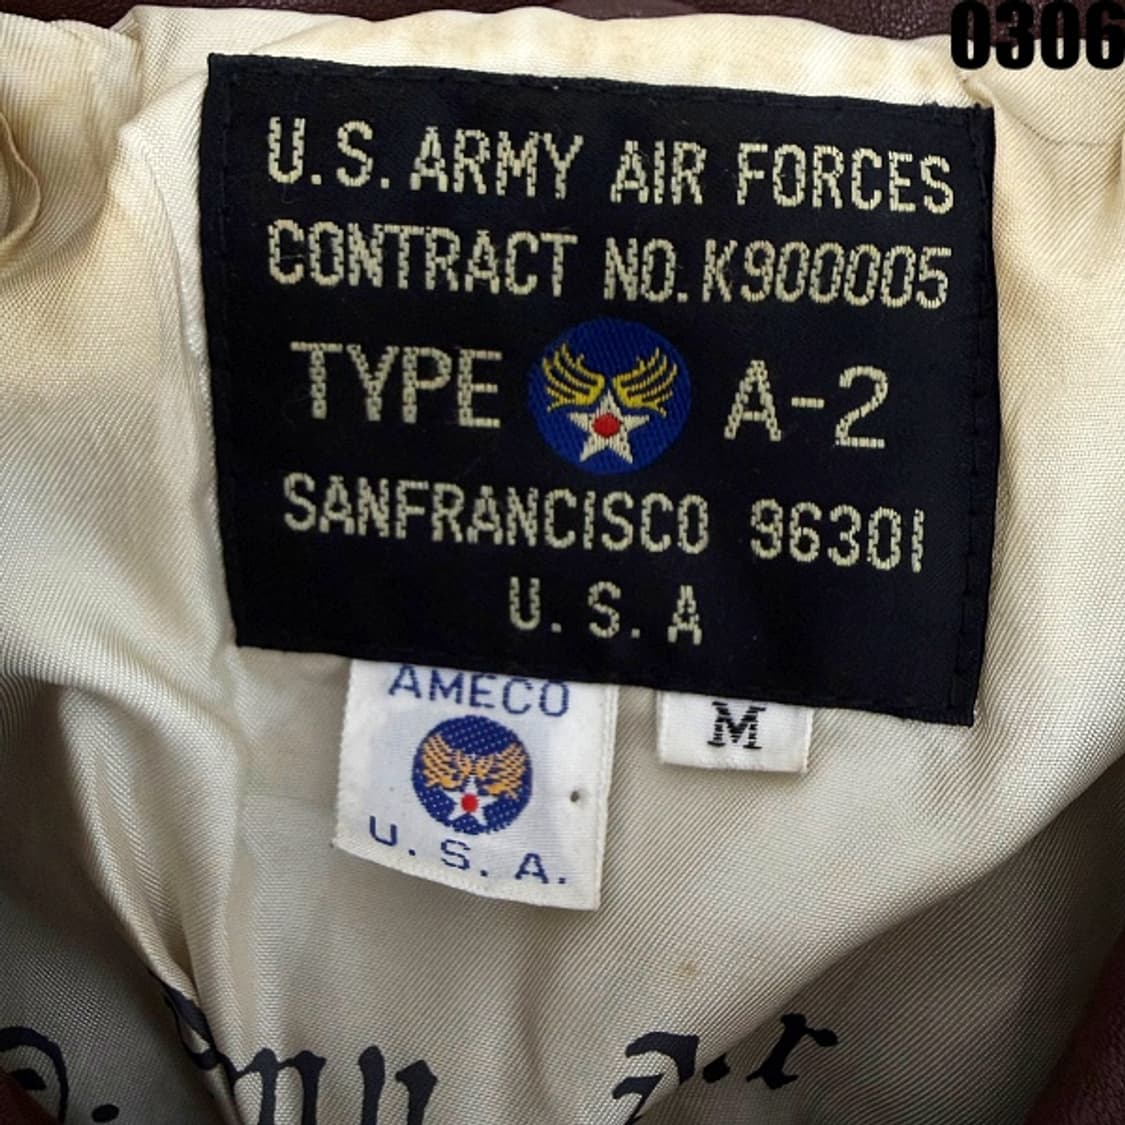 0306
U.S. ARMY AIR FORCES
CONTRACT NO. K900005
TYPE A-2
SANFRANCISCO 96301
U. S. A
AMECO
U. S. A.
M